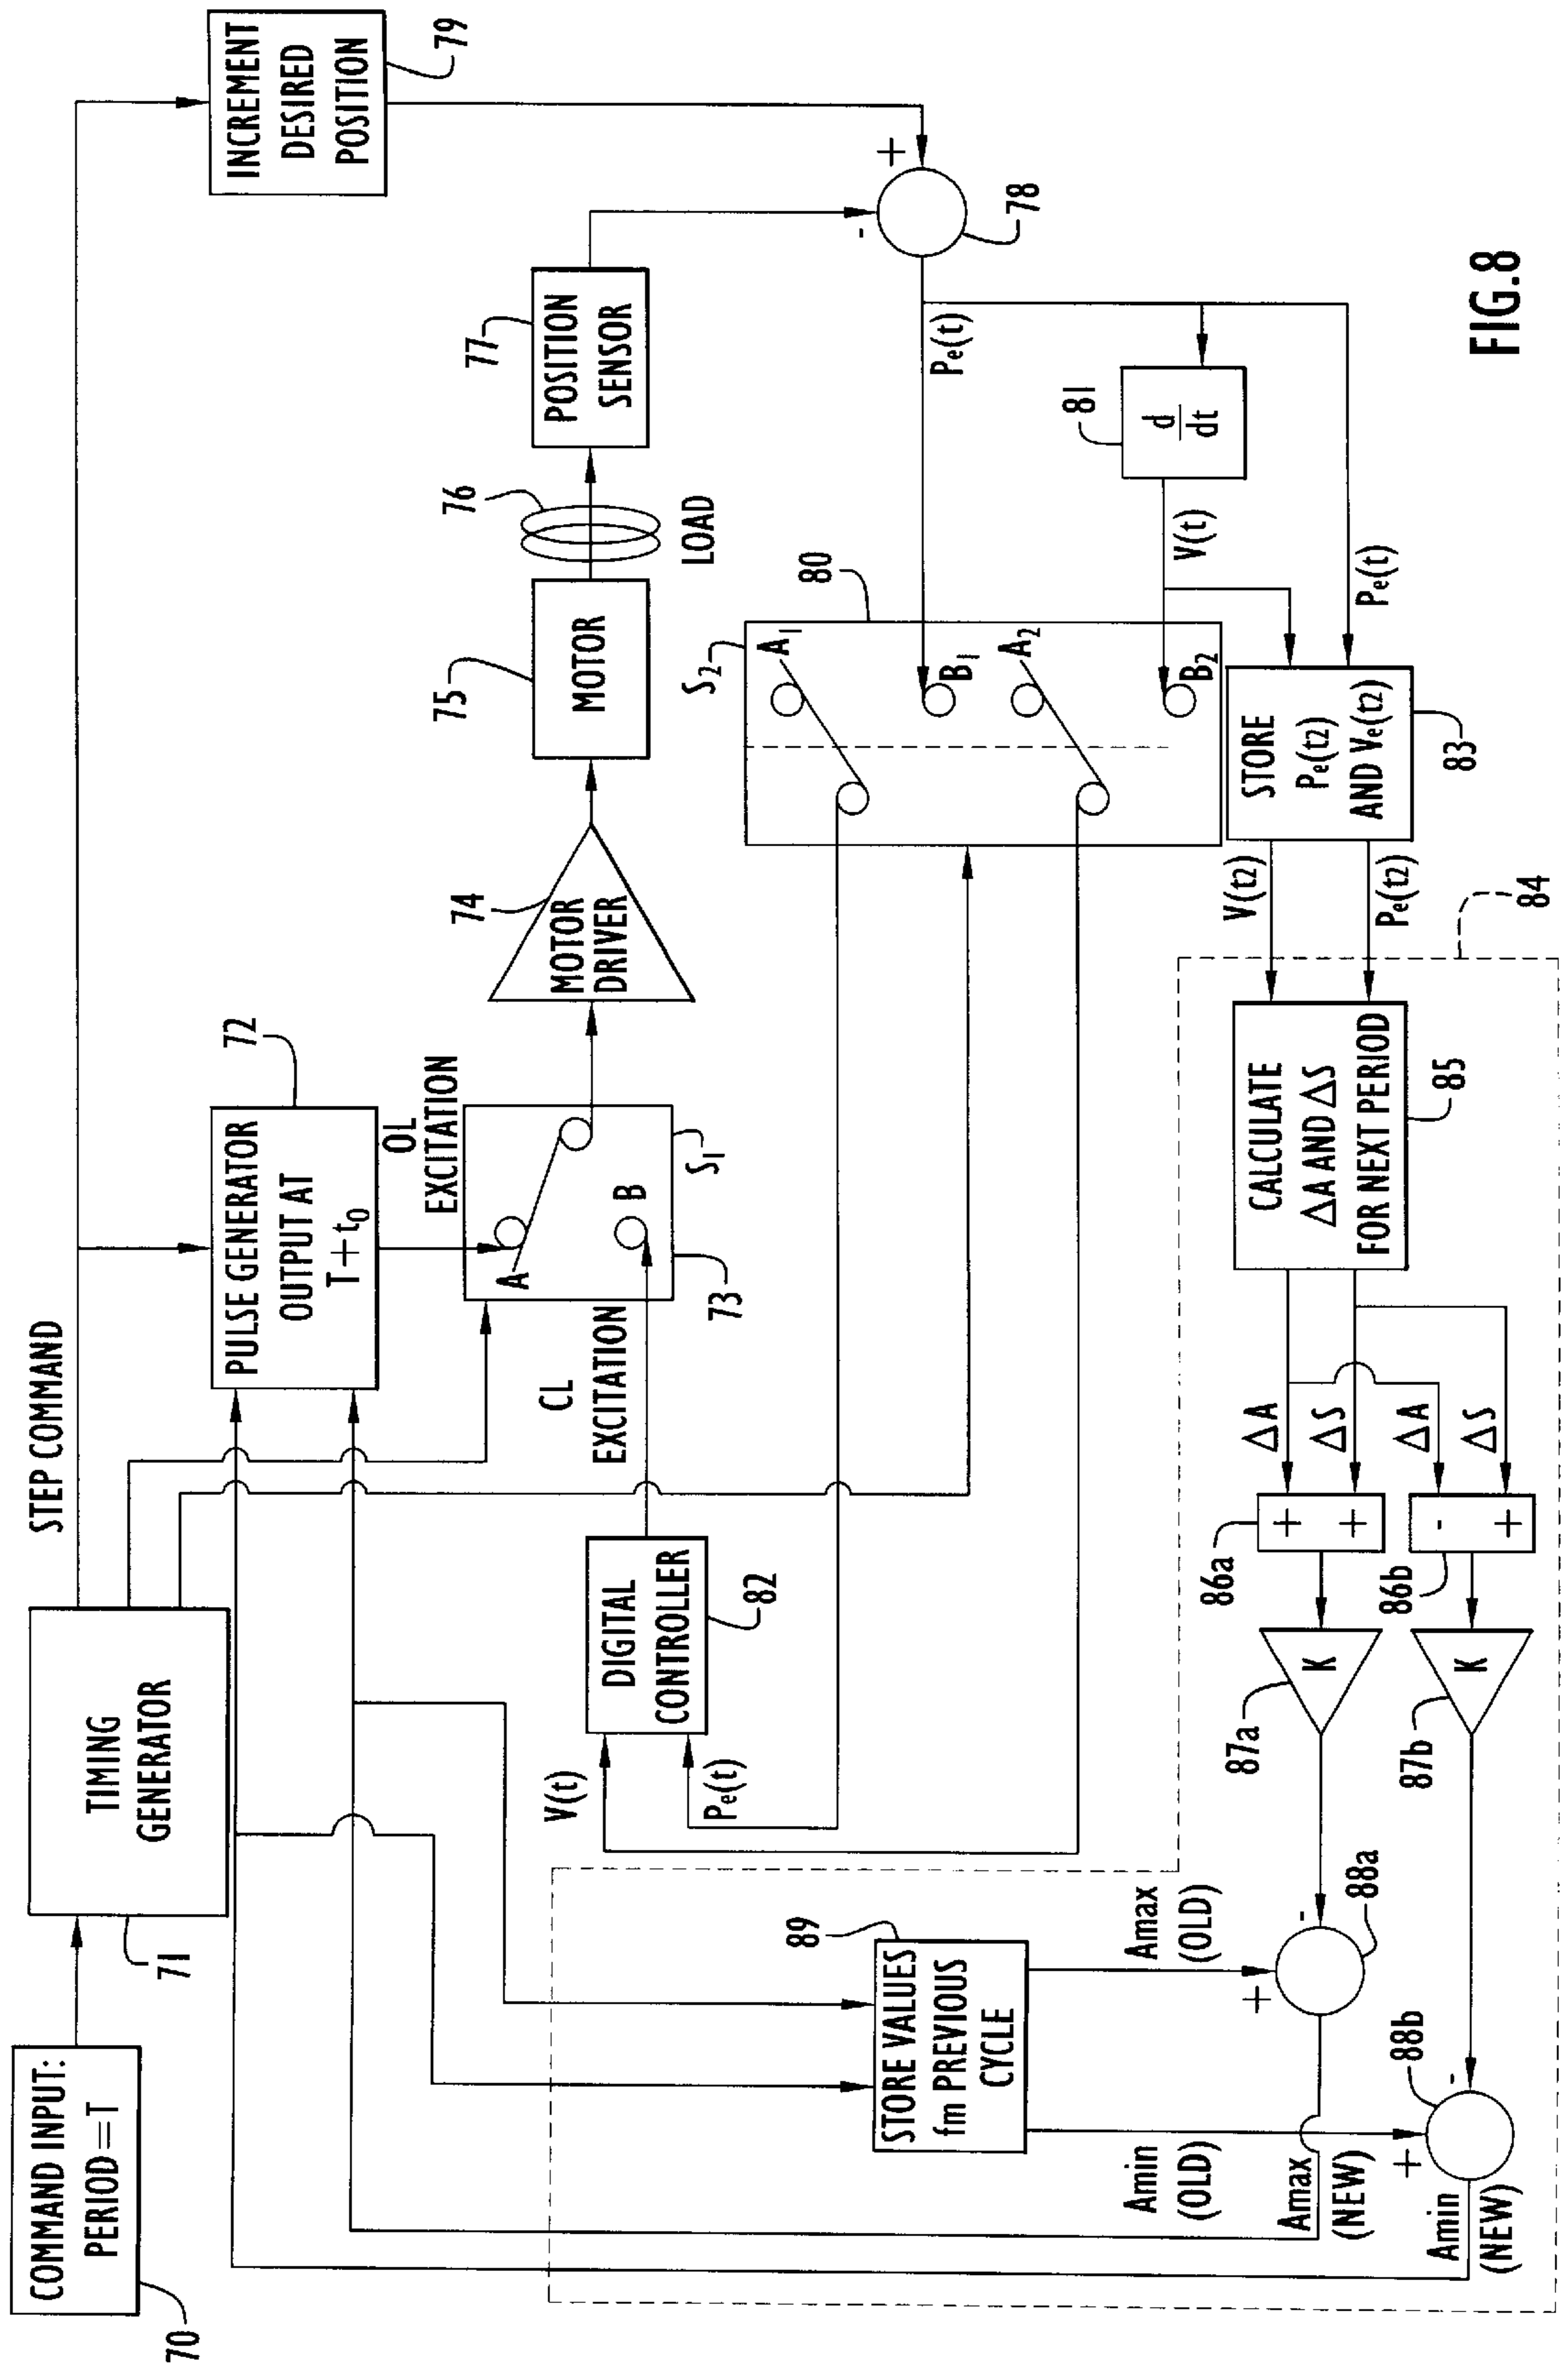 COMMAND INPUT:
PERIOD=T
70
TIMING
GENERATOR
71
STEP COMMAND
PULSE GENERATOR
OUTPUT AT
T+t0
72
INCREMENT
DESIRED
POSITION
79
OL
EXCITATION
A
B
S1
73
CL
EXCITATION
MOTOR
DRIVER
74
MOTOR
75
76
LOAD
POSITION
SENSOR
77
+
-
78
DIGITAL
CONTROLLER
82
V(t)
Pe(t)
S2
80
A1
B1
A2
B2
Pe(t)
d
dt
81
V(t)
Pe(t)
STORE
Pe(t2)
AND Ve(t2)
83
V(t2)
Pe(t2)
84
CALCULATE
ΔA AND ΔS
FOR NEXT PERIOD
85
ΔA
ΔS
ΔA
ΔS
+
+
86a
-
+
86b
K
87a
K
87b
STORE VALUES
fm PREVIOUS
CYCLE
89
Amax
(OLD)
+
-
88a
Amin
(OLD)
+
-
88b
Amax
(NEW)
Amin
(NEW)
FIG.8